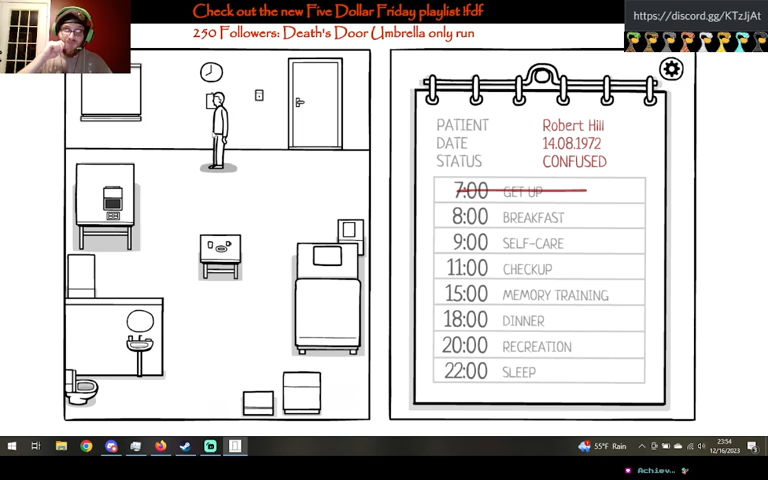 Check out the new Five Dollar Friday playlist !fdf
250 Followers: Death's Door Umbrella only run
https://discord.gg/KTzJjAt
PATIENT Robert Hill
DATE 14.08.1972
STATUS CONFUSED
7:00 GET UP
8:00 BREAKFAST
9:00 SELF-CARE
11:00 CHECKUP
15:00 MEMORY TRAINING
18:00 DINNER
20:00 RECREATION
22:00 SLEEP
55°F Rain
23:54
12/16/2023
3
Achiev...